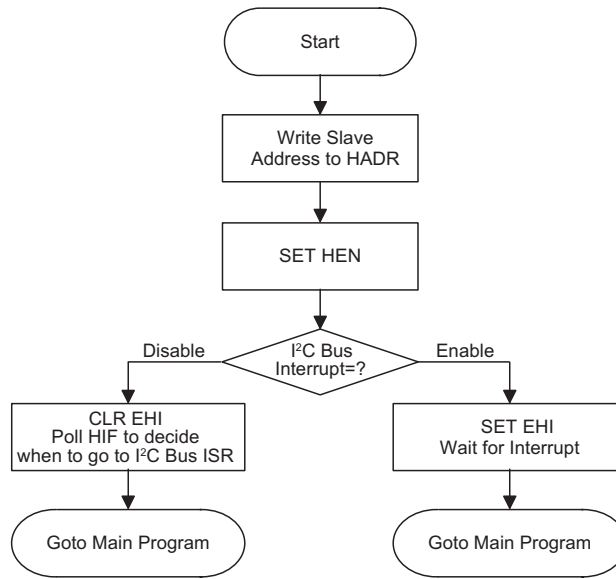 Start
Write Slave
Address to HADR
SET HEN
I²C Bus
Interrupt=?
Disable
Enable
CLR EHI
Poll HIF to decide
when to go to I²C Bus ISR
SET EHI
Wait for Interrupt
Goto Main Program
Goto Main Program